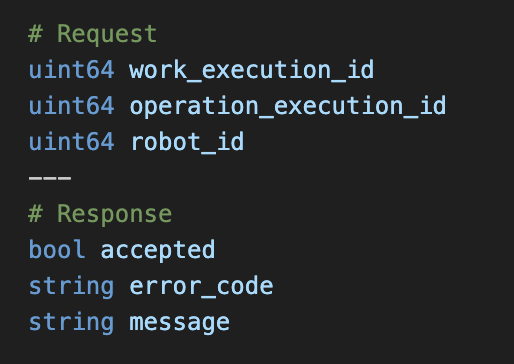 # Request
uint64 work_execution_id
uint64 operation_execution_id
uint64 robot_id
---
# Response
bool accepted
string error_code
string message